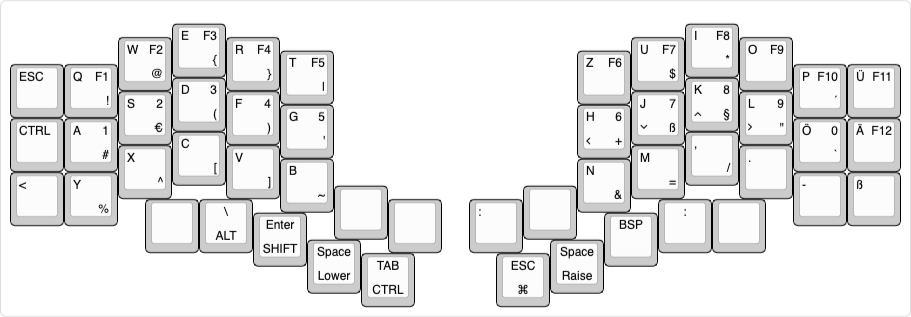 ESC
Q F1
!
W F2
@
E F3
{
R F4
}
T F5
|
Z F6
U F7
$
I F8
*
O F9
P F10
´
Ü F11
CTRL
A 1
#
S 2
€
D 3
(
F 4
)
G 5
'
H 6
< +
J 7
⌄ ß
K 8
^ §
L 9
> "
Ö 0
`
Ä F12
<
Y
%
X
^
C
[
V
]
B
~
N
&
M
=
'
/
.
-
ß
\
ALT
Enter
SHIFT
Space
Lower
TAB
CTRL
:
ESC
⌘
Space
Raise
BSP
: